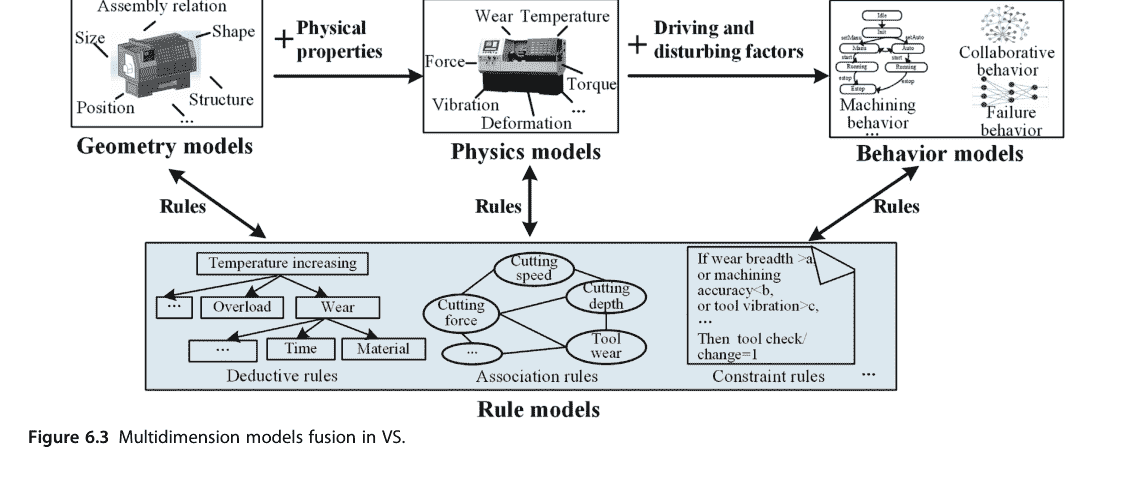 Assembly relation
Size
Shape
Position
Structure
...
Geometry models
+ Physical
properties
Wear Temperature
Force
Torque
Vibration
...
Deformation
Physics models
+ Driving and
disturbing factors
Idle
Init
setManu
setAuto
Manu
Auto
start
start
Running
Running
estop
estop
Estop
Machining
behavior
...
Collaborative
behavior
Failure
behavior
Behavior models
Rules
Rules
Rules
Temperature increasing
...
Overload
Wear
...
Time
Material
Deductive rules
Cutting
speed
Cutting
depth
Cutting
force
Tool
wear
...
Association rules
If wear breadth >a,
or machining
accuracy<b,
or tool vibration>c,
...
Then tool check/
change=1
Constraint rules
...
Rule models
Figure 6.3 Multidimension models fusion in VS.